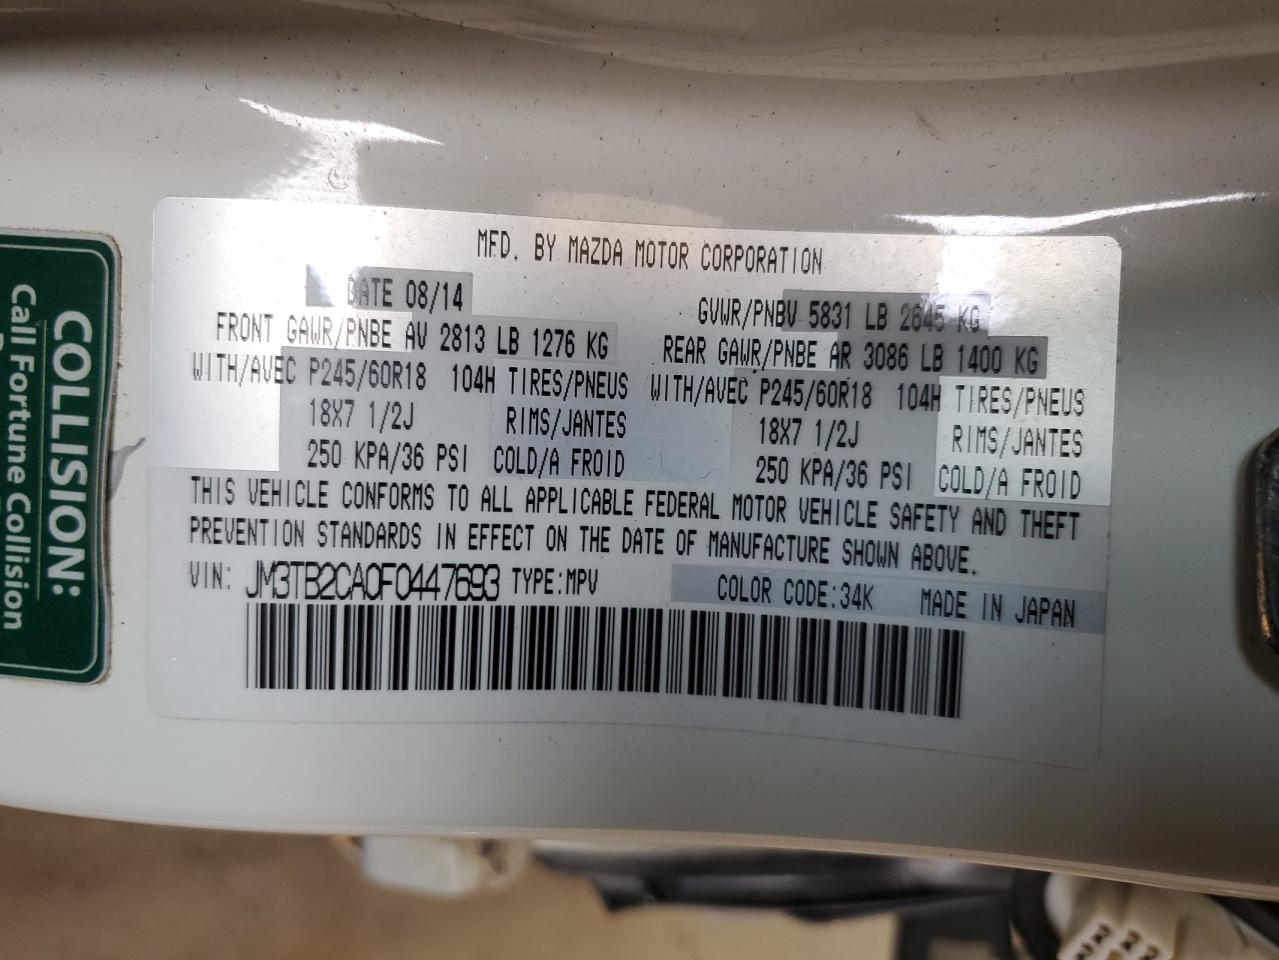 MFD. BY MAZDA MOTOR CORPORATION
DATE 08/14
GVWR/PNBV 5831 LB 2645 KG
FRONT GAWR/PNBE AV 2813 LB 1276 KG
REAR GAWR/PNBE AR 3086 LB 1400 KG
WITH/AVEC P245/60R18 104H TIRES/PNEUS
WITH/AVEC P245/60R18 104H TIRES/PNEUS
18X7 1/2J RIMS/JANTES
18X7 1/2J RIMS/JANTES
250 KPA/36 PSI COLD/A FROID
250 KPA/36 PSI COLD/A FROID
THIS VEHICLE CONFORMS TO ALL APPLICABLE FEDERAL MOTOR VEHICLE SAFETY AND THEFT
PREVENTION STANDARDS IN EFFECT ON THE DATE OF MANUFACTURE SHOWN ABOVE.
VIN: JM3TB2CA0F0447693 TYPE:MPV COLOR CODE:34K MADE IN JAPAN
COLLISION:
Call Fortune Collision